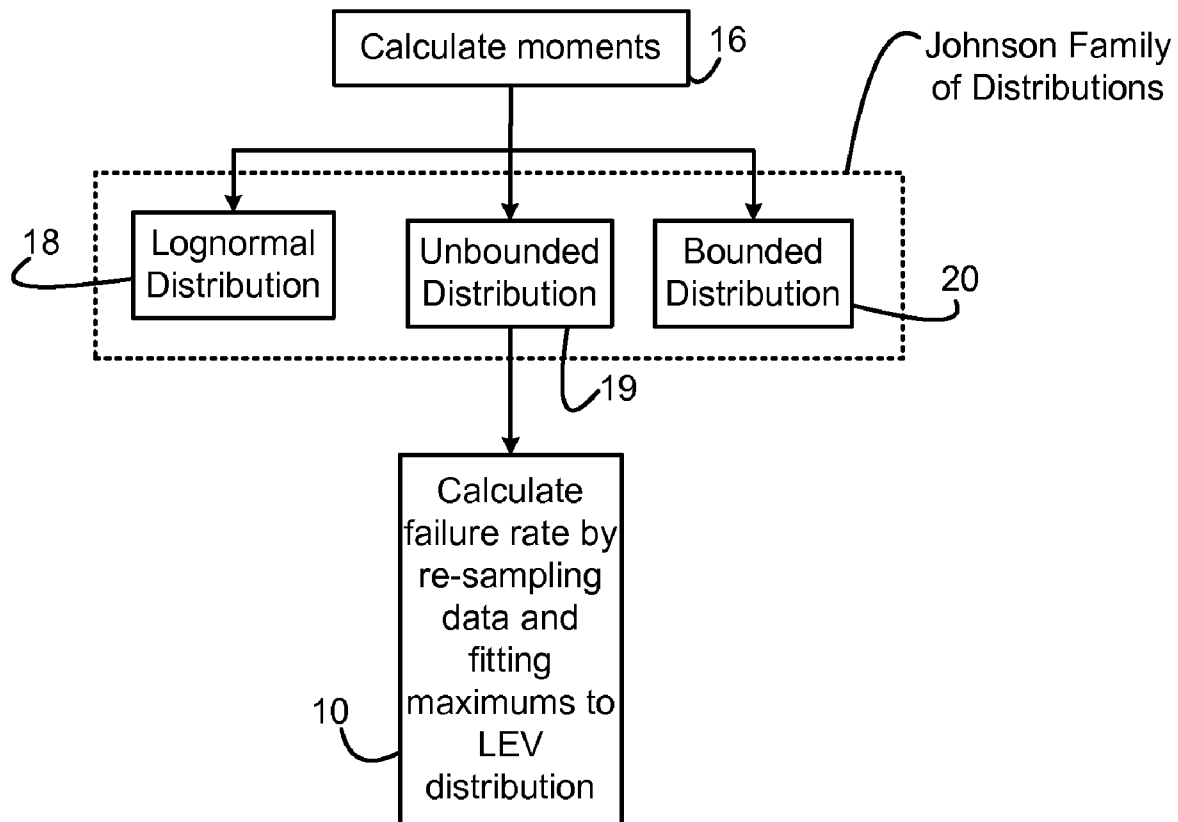 Calculate moments
16
Johnson Family
of Distributions
18
Lognormal
Distribution
Unbounded
Distribution
Bounded
Distribution
20
19
Calculate
failure rate by
re-sampling
data and
fitting
maximums to
LEV
distribution
10